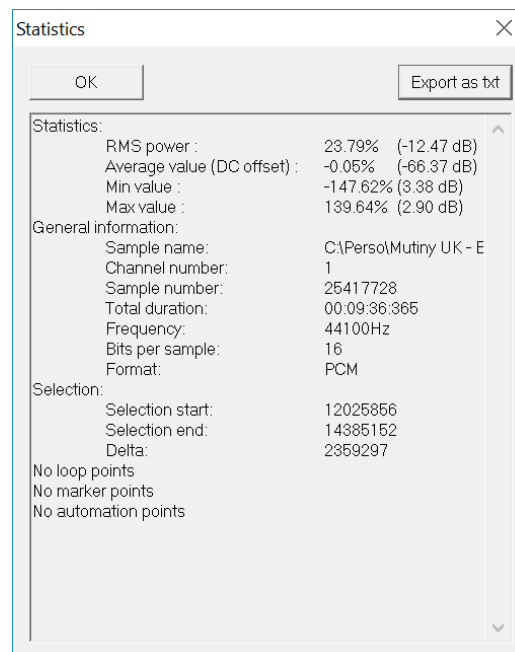 Statistics
OK
Export as txt
Statistics:
RMS power : 23.79% (-12.47 dB)
Average value (DC offset) : -0.05% (-66.37 dB)
Min value : -147.62% (3.38 dB)
Max value : 139.64% (2.90 dB)
General information:
Sample name: C:\Perso\Mutiny UK - E
Channel number: 1
Sample number: 25417728
Total duration: 00:09:36:365
Frequency: 44100Hz
Bits per sample: 16
Format: PCM
Selection:
Selection start: 12025856
Selection end: 14385152
Delta: 2359297
No loop points
No marker points
No automation points